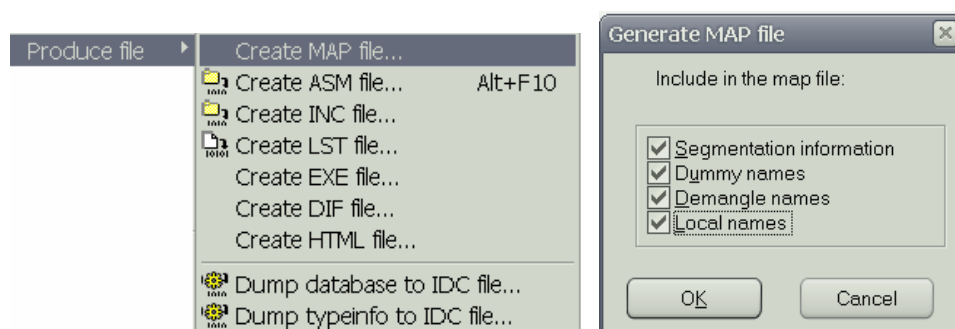 Produce file
Create MAP file...
Create ASM file... Alt+F10
Create INC file...
Create LST file...
Create EXE file...
Create DIF file...
Create HTML file...
Dump database to IDC file...
Dump typeinfo to IDC file...
Generate MAP file
Include in the map file:
Segmentation information
Dummy names
Demangle names
Local names
OK
Cancel